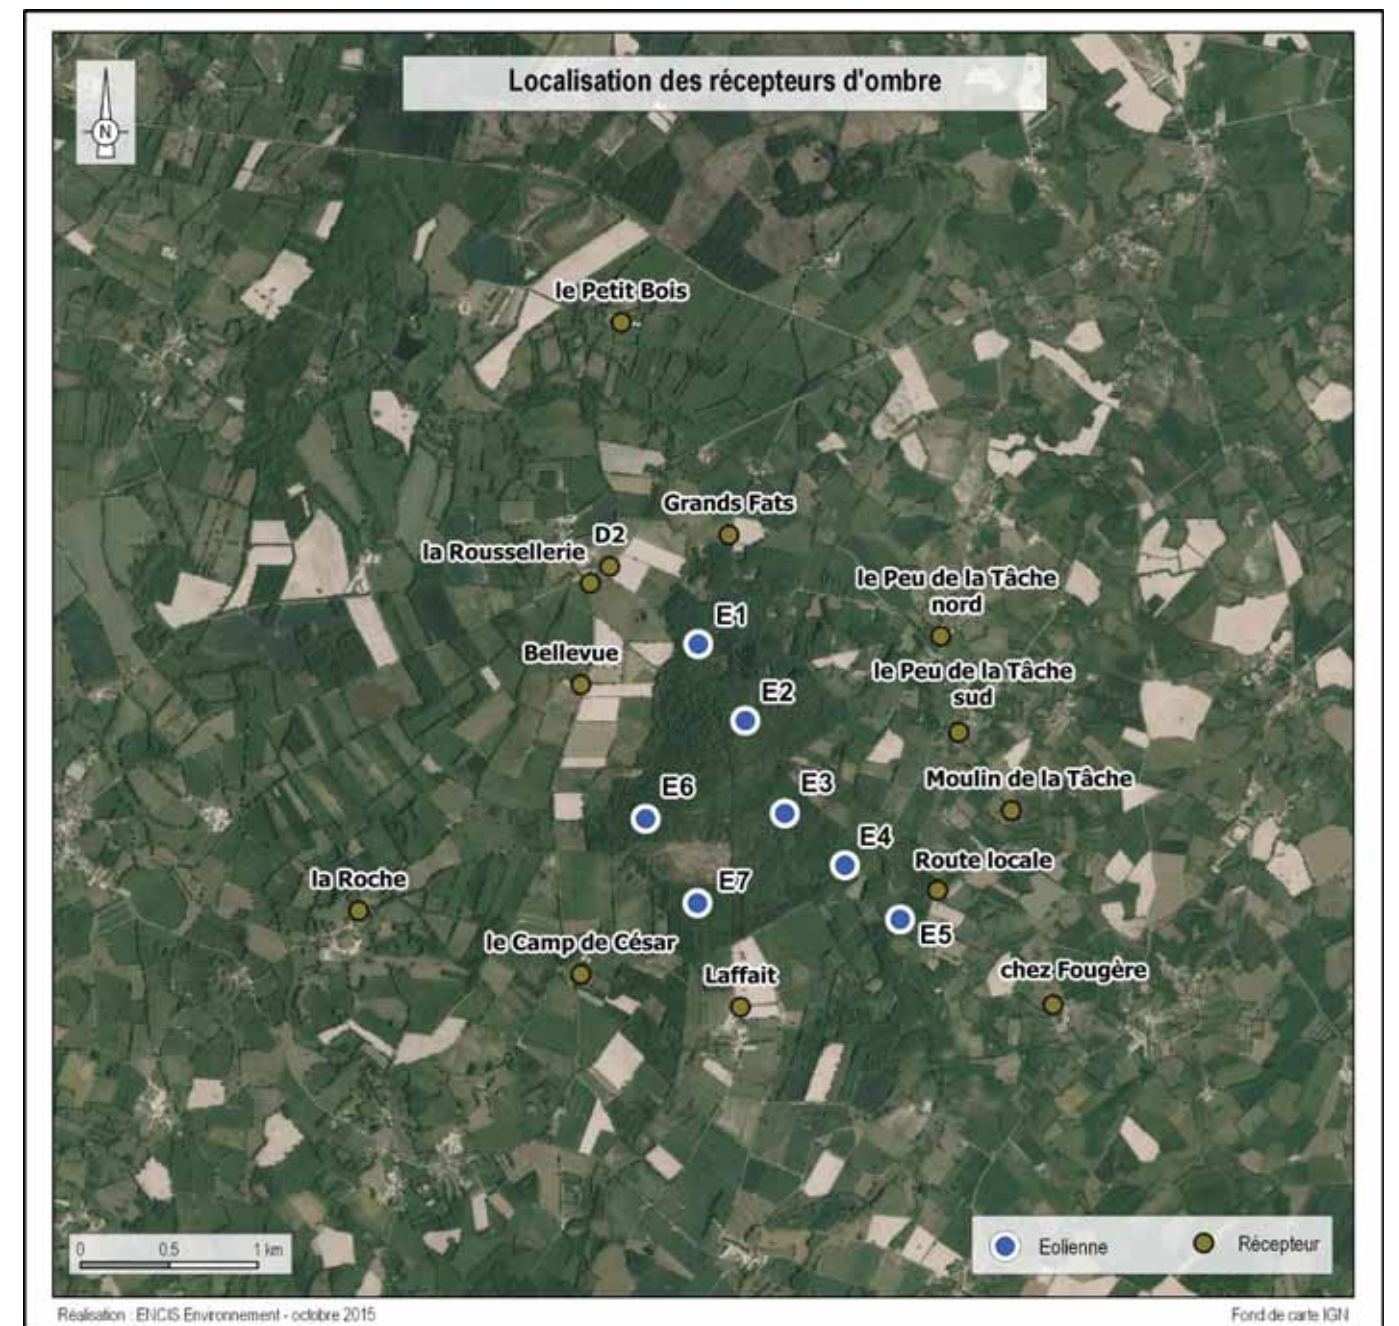 Localisation des récepteurs d'ombre
N
le Petit Bois
Grands Fats
D2
la Roussellerie
le Peu de la Tâche
nord
E1
Bellevue
le Peu de la Tâche
sud
E2
Moulin de la Tâche
E6
E3
E4
Route locale
la Roche
E7
E5
le Camp de César
Laffait
chez Fougère
0 0.5 1 km
Eolienne
Récepteur
Réalisation : ENCIS Environnement - octobre 2015
Fond de carte IGN